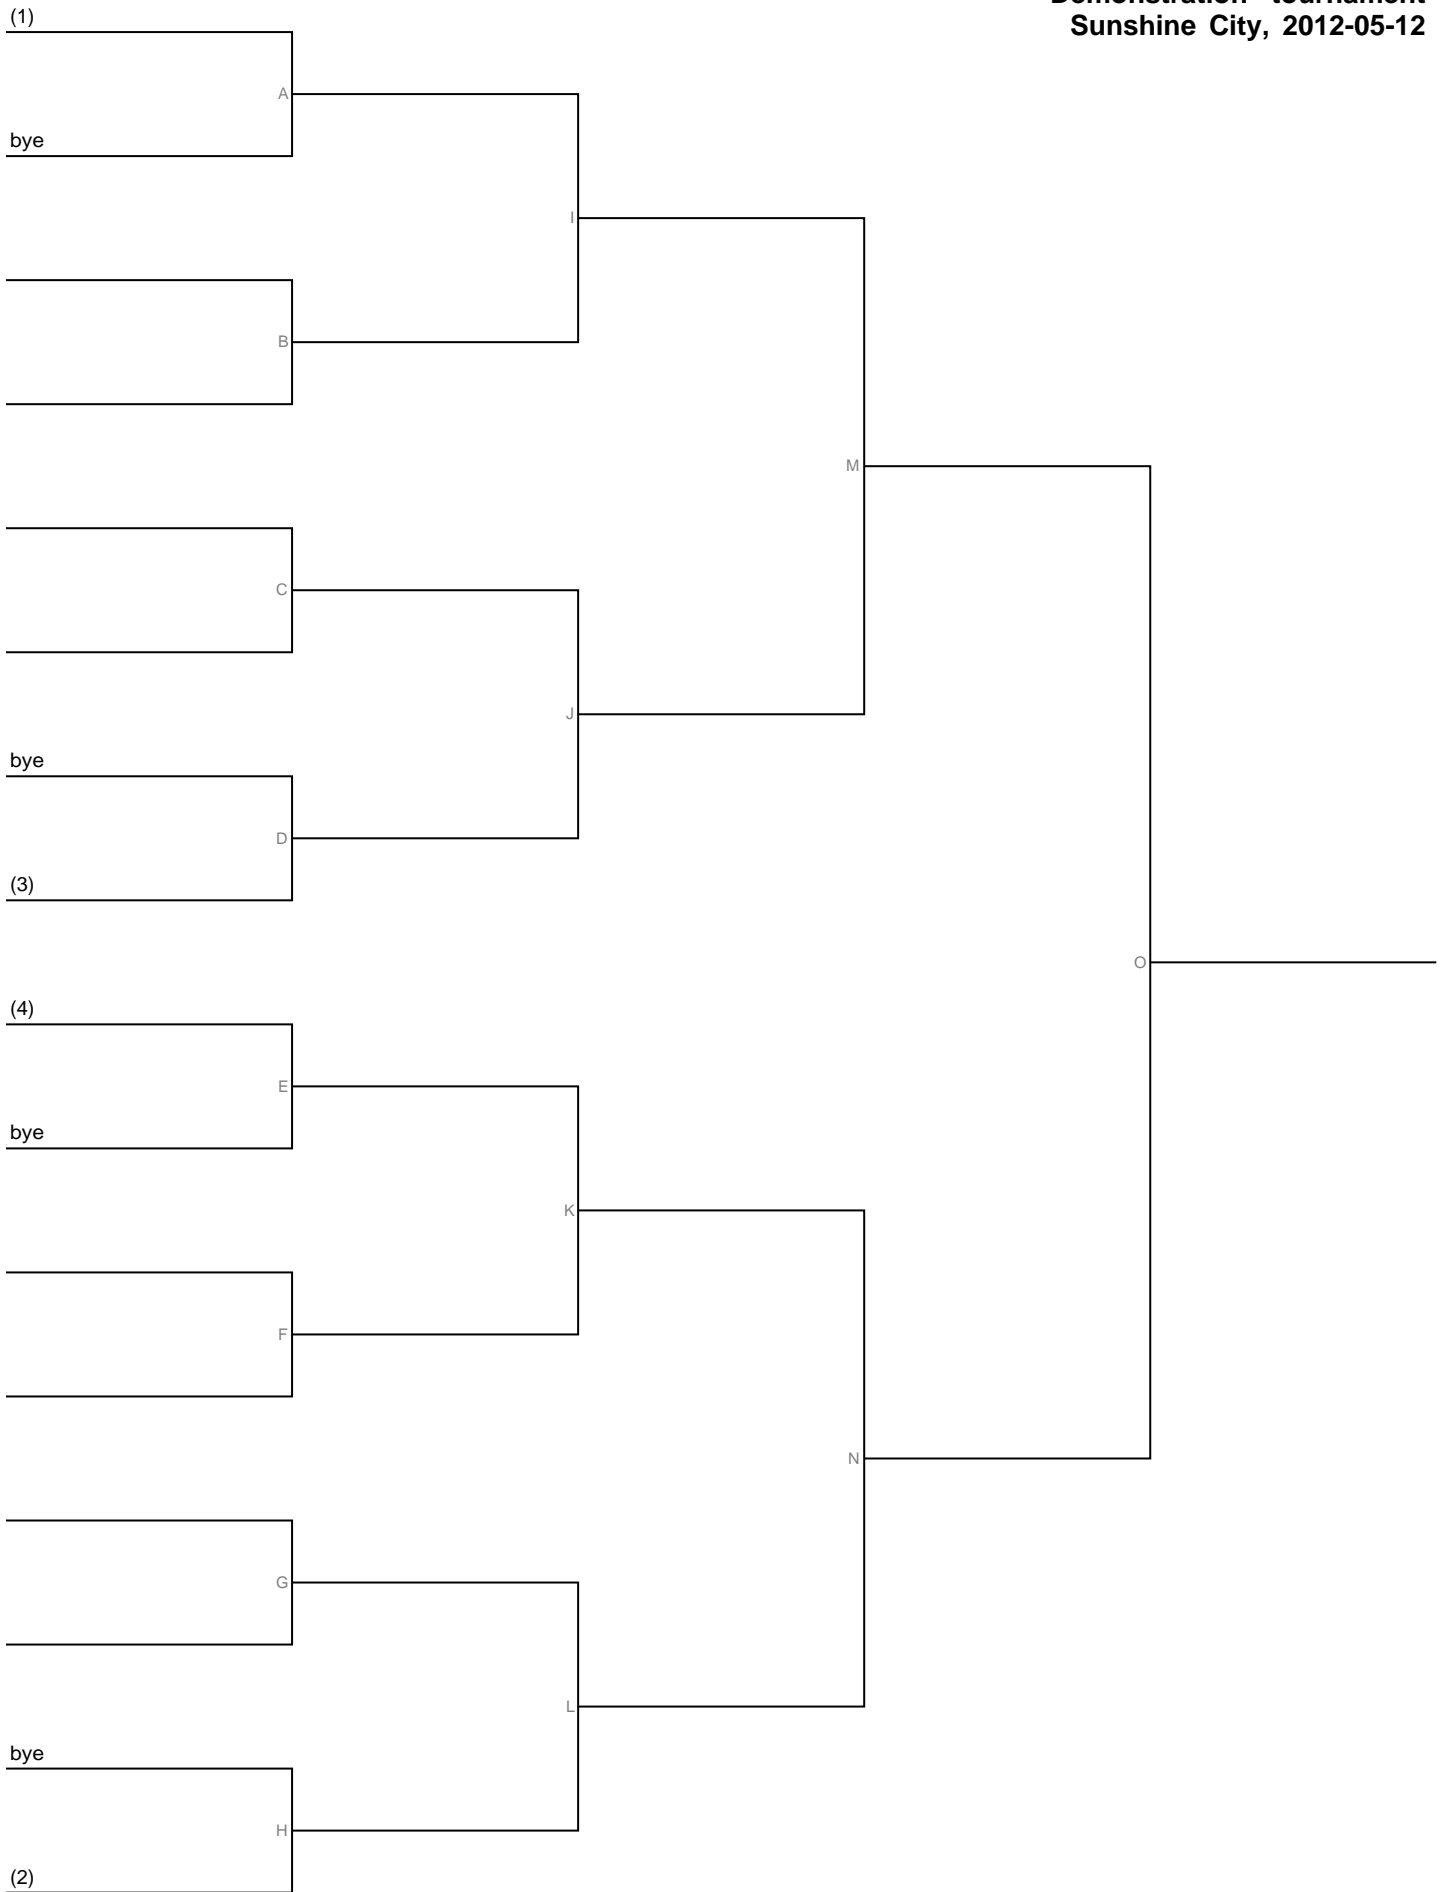 Demonstration tournament
Sunshine City, 2012-05-12
(1)
A
bye
I
B
M
C
J
bye
D
(3)
O
(4)
E
bye
K
F
N
G
L
bye
H
(2)